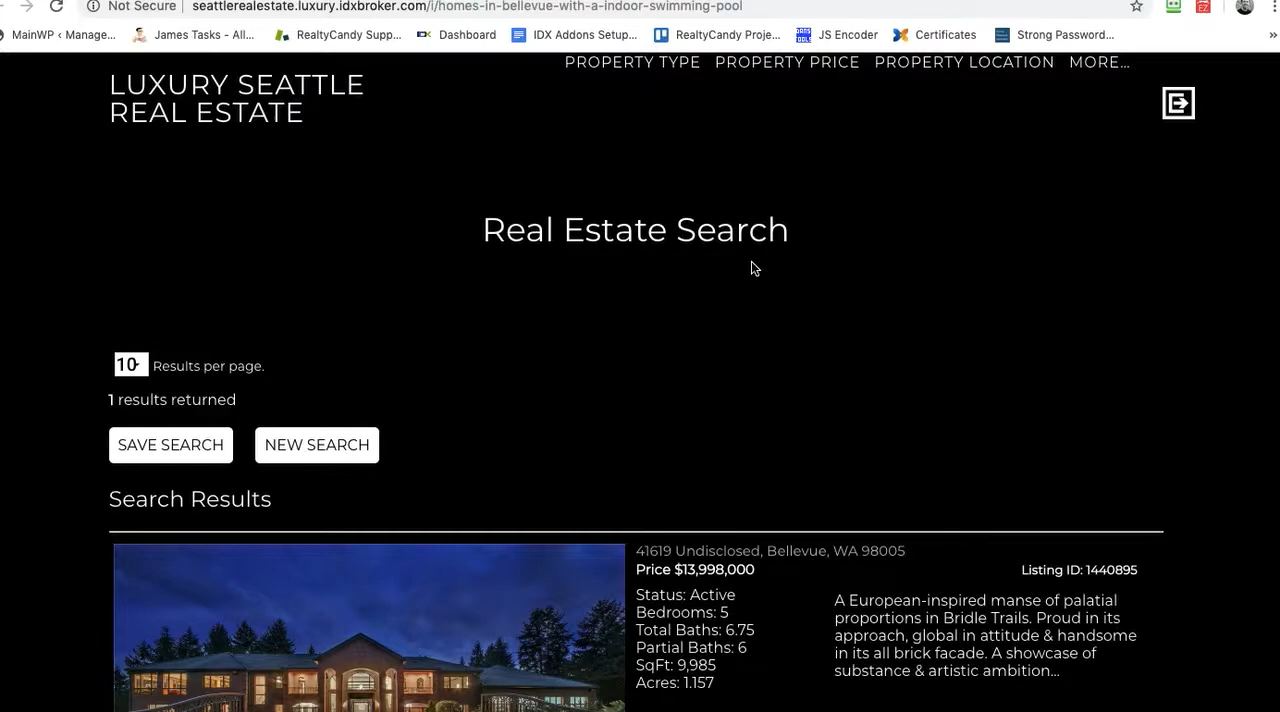 Not Secure
seattlerealestate.luxury.idxbroker.com/i/homes-in-bellevue-with-a-indoor-swimming-pool
EZ
MainWP ‹ Manage...
James Tasks - All...
RealtyCandy Supp...
Dashboard
IDX Addons Setup...
RealtyCandy Proje...
JS Encoder
Certificates
Strong Password...
»
PROPERTY TYPE PROPERTY PRICE PROPERTY LOCATION MORE...
LUXURY SEATTLE
REAL ESTATE
Real Estate Search
10 Results per page.
1 results returned
SAVE SEARCH
NEW SEARCH
Search Results
41619 Undisclosed, Bellevue, WA 98005
Price $13,998,000
Listing ID: 1440895
Status: Active
Bedrooms: 5
Total Baths: 6.75
Partial Baths: 6
SqFt: 9,985
Acres: 1.157
A European-inspired manse of palatial
proportions in Bridle Trails. Proud in its
approach, global in attitude & handsome
in its all brick facade. A showcase of
substance & artistic ambition...